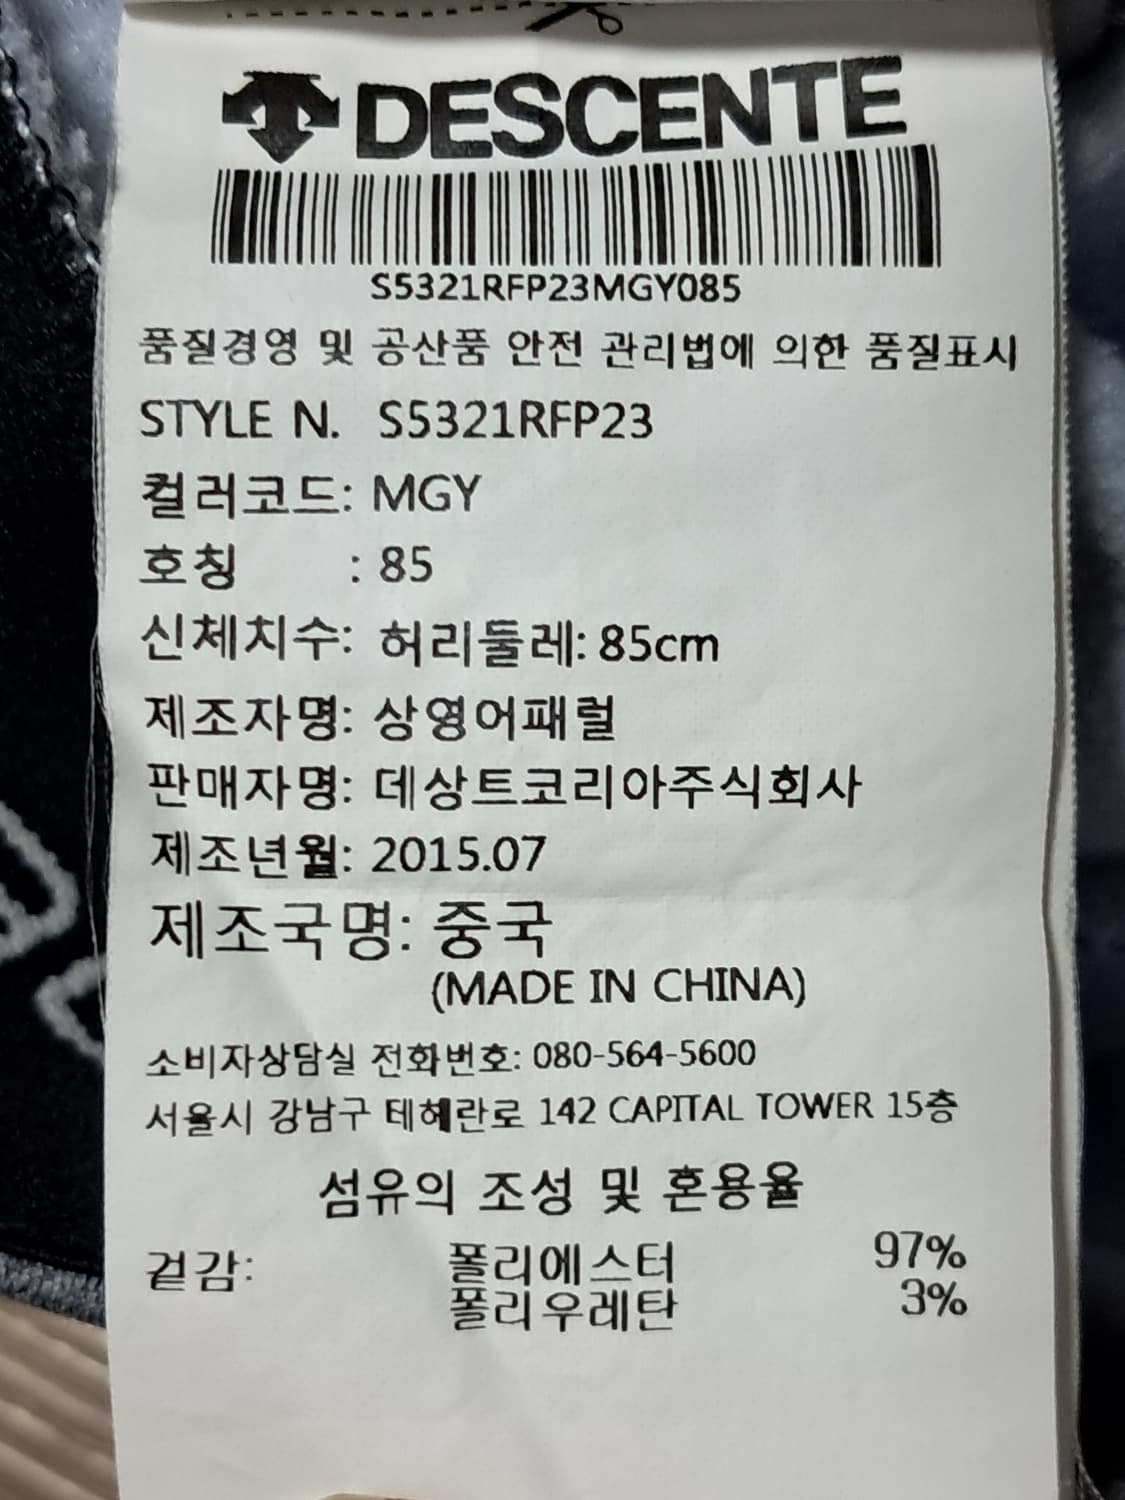 DESCENTE
S5321RFP23MGY085
품질경영 및 공산품 안전 관리법에 의한 품질표시
STYLE N. S5321RFP23
컬러코드: MGY
호칭 : 85
신체치수: 허리둘레: 85cm
제조자명: 상영어패럴
판매자명: 데상트코리아주식회사
제조년월: 2015.07
제조국명: 중국
(MADE IN CHINA)
소비자상담실 전화번호: 080-564-5600
서울시 강남구 테헤란로 142 CAPITAL TOWER 15층
섬유의 조성 및 혼용율
겉감: 폴리에스터 97%
폴리우레탄 3%